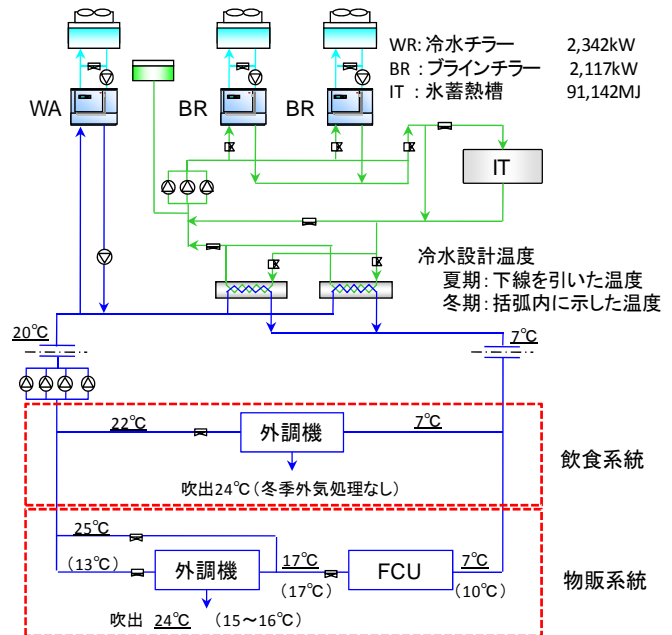 WR: 冷水チラー 2,342kW
BR: ブラインチラー 2,117kW
IT : 氷蓄熱槽 91,142MJ
WA
BR
BR
IT
冷水設計温度
夏期：下線を引いた温度
冬期：括弧内に示した温度
20℃
7℃
22℃
外調機
7℃
飲食系統
吹出24℃（冬季外気処理なし）
25℃
（13℃）
外調機
17℃
（17℃）
FCU
7℃
（10℃）
物販系統
吹出 24℃ （15～16℃）